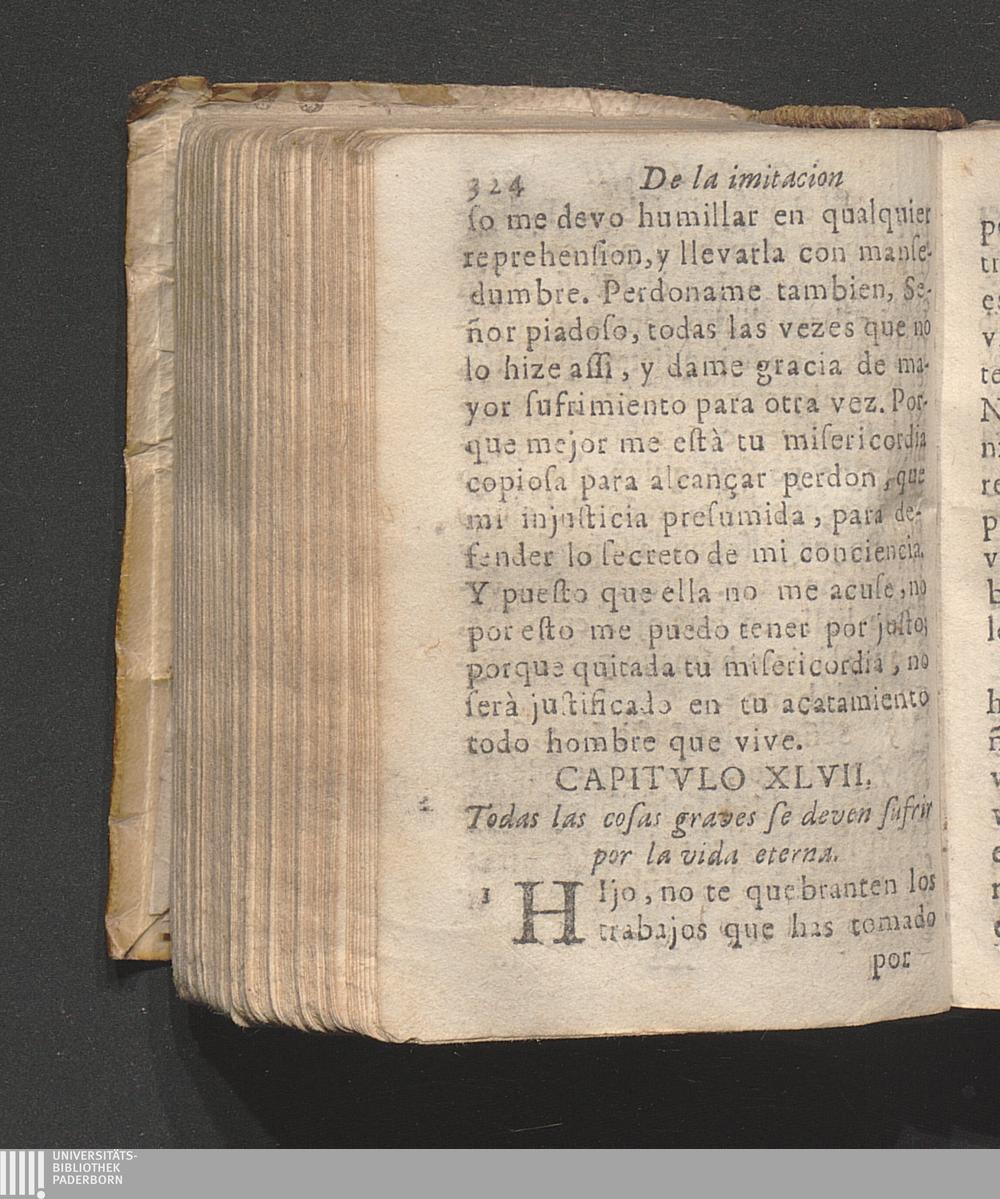 324 De la imitacion
ſo me devo humillar en qualquier
reprehenſion, y llevarla con manſe-
dumbre. Perdoname tambien, Se-
ñor piadoſo, todas las vezes que no
lo hize aſſi, y dame gracia de ma-
yor ſufrimiento para otra vez. Por-
que mejor me eſtà tu miſericordia
copioſa para alcançar perdon, que
mi injuſticia preſumida, para de-
fender lo ſecreto de mi conciencia.
Y pueſto que ella no me acuſe, no
por eſto me puedo tener por juſto;
porque quitada tu miſericordia, no
ſerà juſtificado en tu acatamiento
todo hombre que vive.
CAPITVLO XLVII.
Todas las coſas graves ſe deven ſufrir
por la vida eterna.
1 HIjo, no te quebranten los
trabajos que has tomado
por
UNIVERSITÄTS-
BIBLIOTHEK
PADERBORN